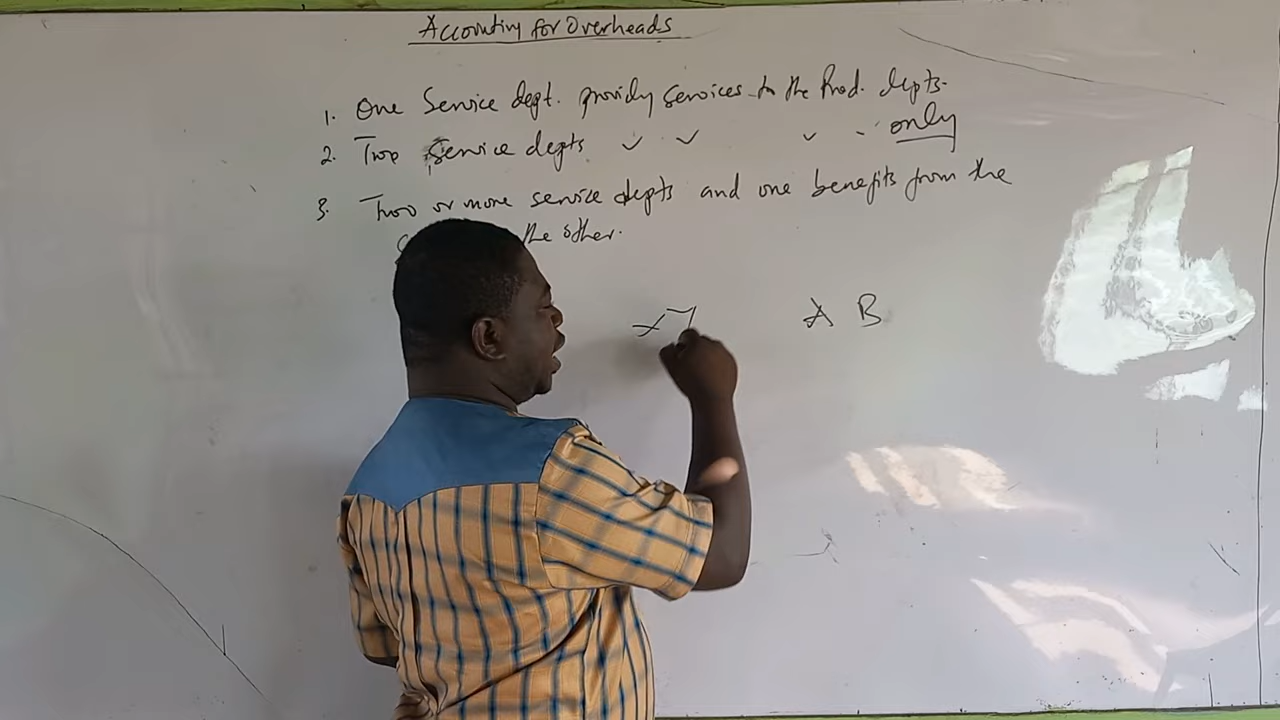 Accounting for Overheads
1. One Service dept. providg services to the Prod. depts.
2. Two Service depts ✓ ✓ ✓ ✓ only
3. Two or more service depts and one benefits from the
the other.
A B